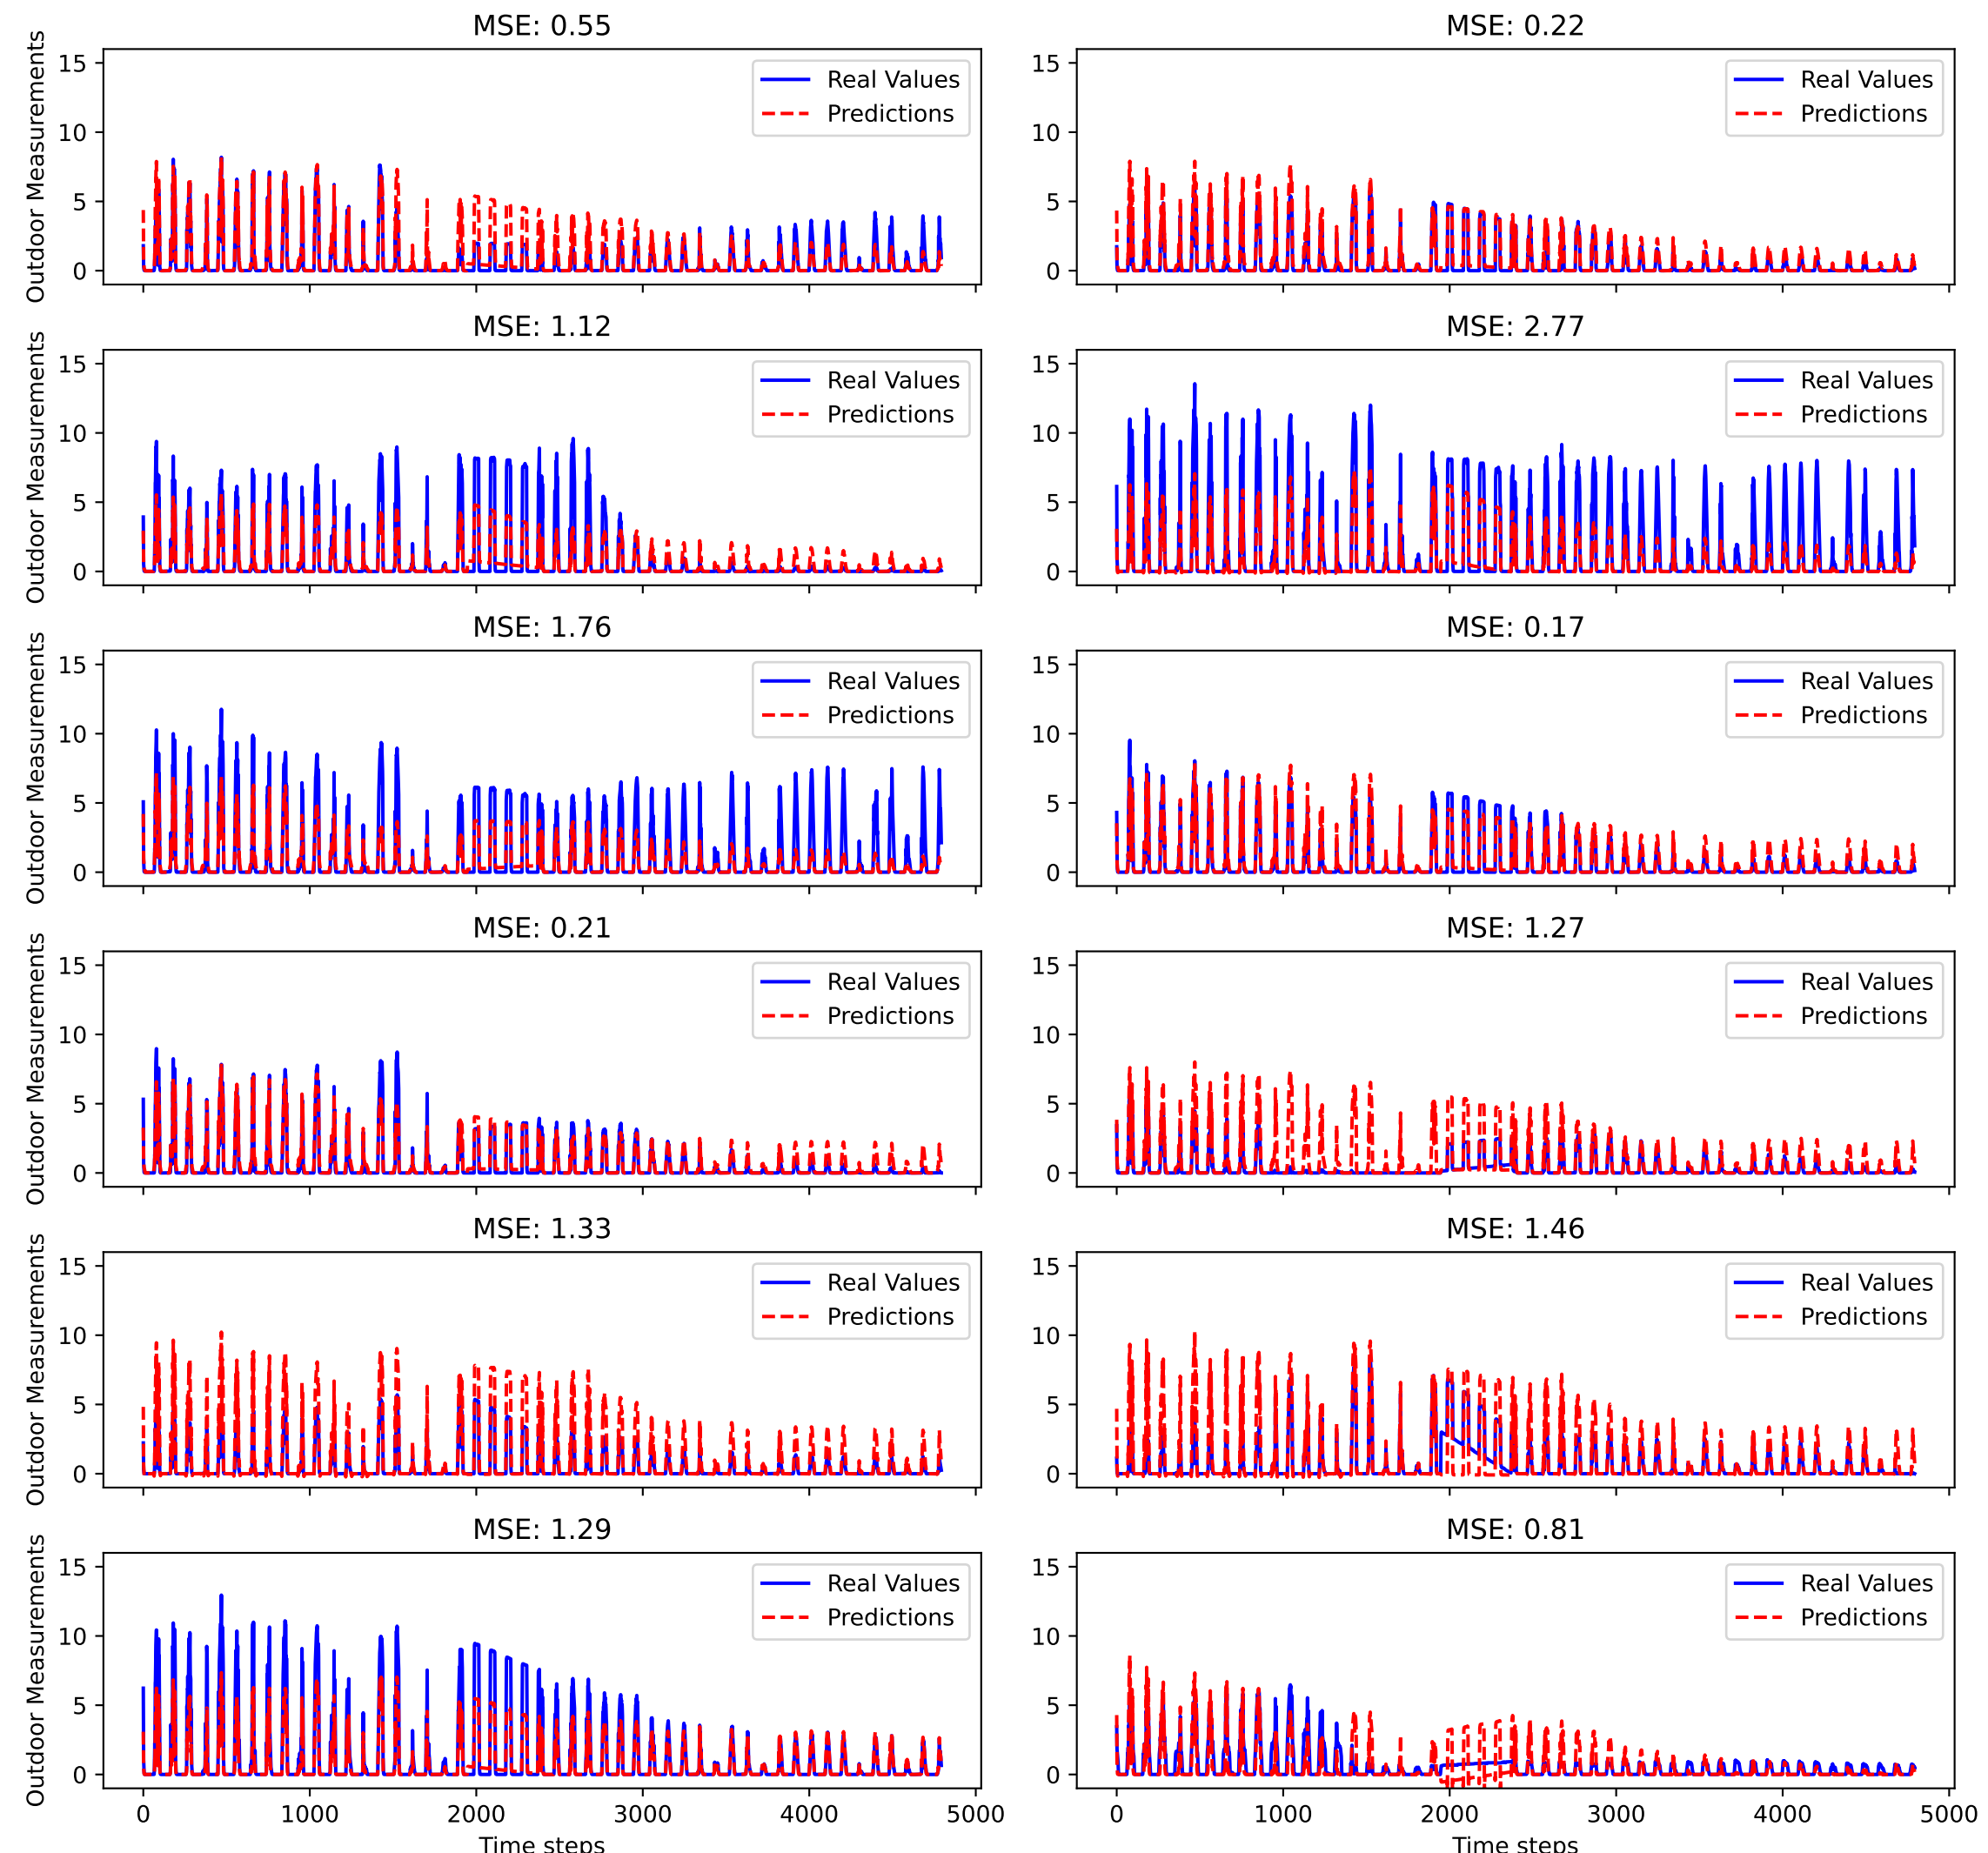 MSE: 0.55
MSE: 0.22
Outdoor Measurements
15
10
5
0
Real Values
Predictions
15
10
5
0
Real Values
Predictions
MSE: 1.12
MSE: 2.77
Outdoor Measurements
15
10
5
0
Real Values
Predictions
15
10
5
0
Real Values
Predictions
MSE: 1.76
MSE: 0.17
Outdoor Measurements
15
10
5
0
Real Values
Predictions
15
10
5
0
Real Values
Predictions
MSE: 0.21
MSE: 1.27
Outdoor Measurements
15
10
5
0
Real Values
Predictions
15
10
5
0
Real Values
Predictions
MSE: 1.33
MSE: 1.46
Outdoor Measurements
15
10
5
0
Real Values
Predictions
15
10
5
0
Real Values
Predictions
MSE: 1.29
MSE: 0.81
Outdoor Measurements
15
10
5
0
Real Values
Predictions
15
10
5
0
Real Values
Predictions
0 1000 2000 3000 4000 5000
0 1000 2000 3000 4000 5000
Time steps
Time steps